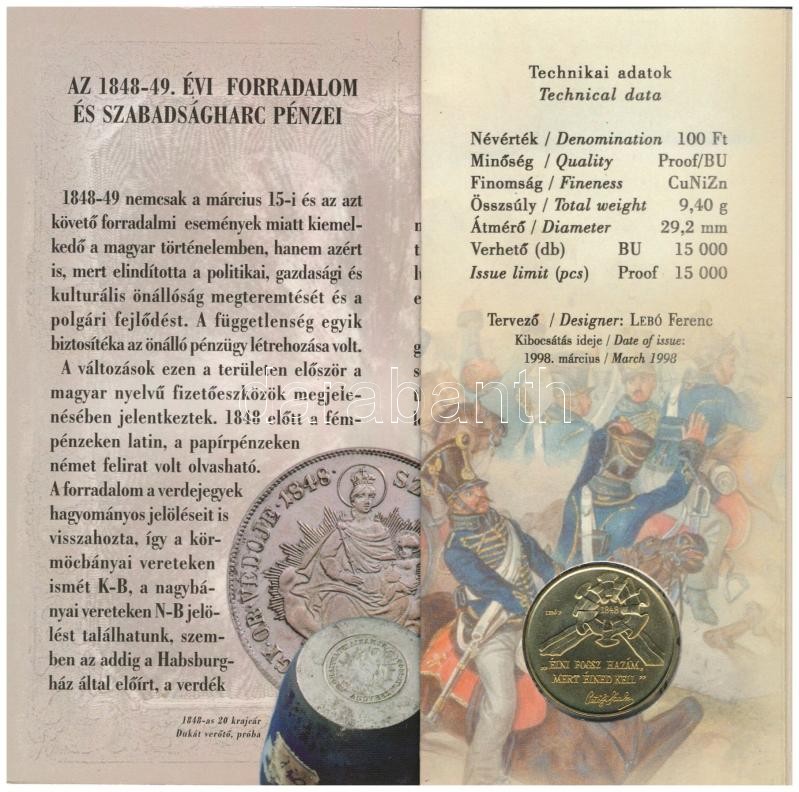 AZ 1848-49. ÉVI FORRADALOM
ÉS SZABADSÁGHARC PÉNZEI
1848-49 nemcsak a március 15-i és az azt
követő forradalmi események miatt kiemel-
kedő a magyar történelemben, hanem azért
is, mert elindította a politikai, gazdasági és
kulturális önállóság megteremtését és a
polgári fejlődést. A függetlenség egyik
biztosítéka az önálló pénzügy létrehozása volt.
A változások ezen a területen először a
magyar nyelvű fizetőeszközök megjele-
nésében jelentkeztek. 1848 előtt a fém-
pénzeken latin, a papírpénzeken
német felirat volt olvasható.
A forradalom a verdejegyek
hagyományos jelöléseit is
visszahozta, így a kör-
möcbányai vereteken
ismét K-B, a nagybá-
nyai vereteken N-B jelö-
lést találhatunk, szem-
ben az addig a Habsburg-
ház által előírt, a verdék
1848-as 20 krajcár
Dukát verőtő, próba
GK·OR·VÉDŐJE·1848· SZ
Technikai adatok
Technical data
Névérték / Denomination 100 Ft
Minőség / Quality Proof/BU
Finomság / Fineness CuNiZn
Összsúly / Total weight 9,40 g
Átmérő / Diameter 29,2 mm
Verhető (db) BU 15 000
Issue limit (pcs) Proof 15 000
Tervező / Designer: LEBÓ Ferenc
Kibocsátás ideje / Date of issue:
1998. március / March 1998
1848
„ÉLNI FOGSZ HAZÁM,
MERT ÉLNED KELL"
darabanth